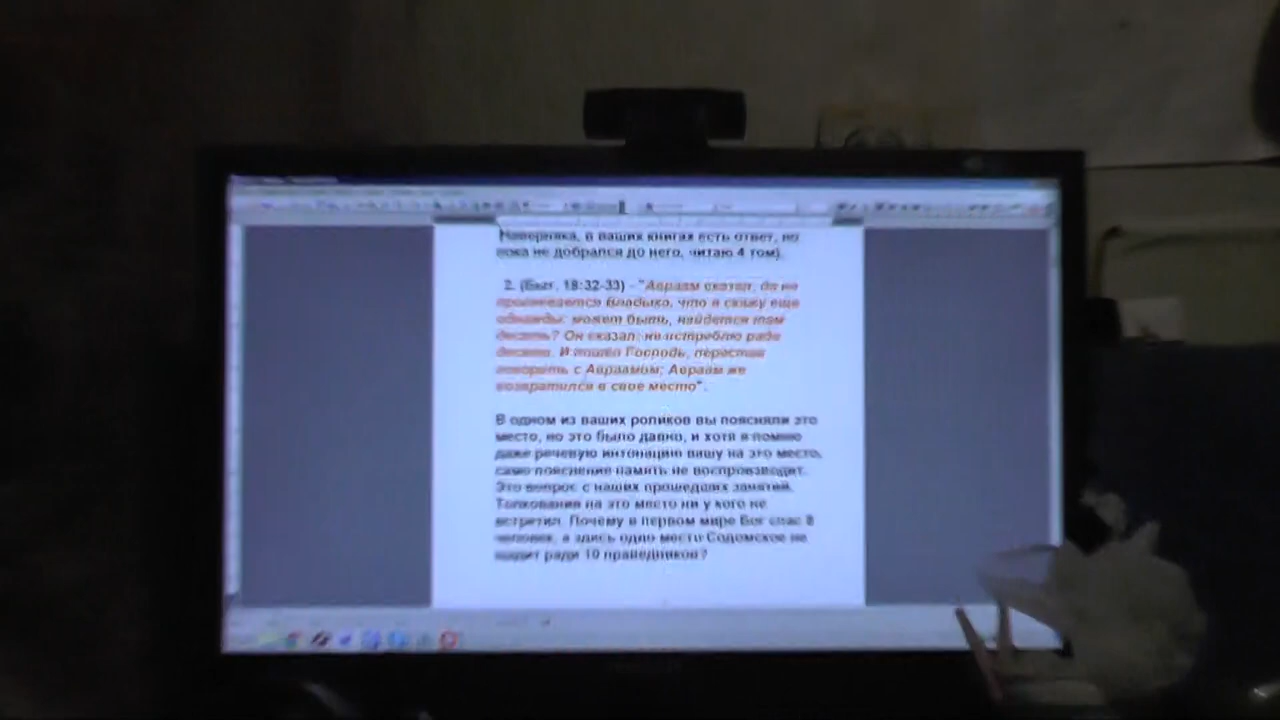 Наверняка, в ваших книгах есть ответ, но
пока не добрался до него, читаю 4 том).
2. (Быт. 18:32-33) - "Авраам сказал: да не
прогневается Владыко, что я скажу еще
однажды: может быть, найдется там
десять? Он сказал: не истреблю ради
десяти. И пошел Господь, перестав
говорить с Авраамом; Авраам же
возвратился в свое место".
В одном из ваших роликов вы поясняли это
место, но это было давно, и хотя я помню
даже речевую интонацию вашу на это место,
само пояснение память не воспроизводит.
Это вопрос с наших прошедших занятий.
Толкования на это место ни у кого не
встретил. Почему в первом мире Бог спас 8
человек, а здесь одно место Содомское не
щадит ради 10 праведников?